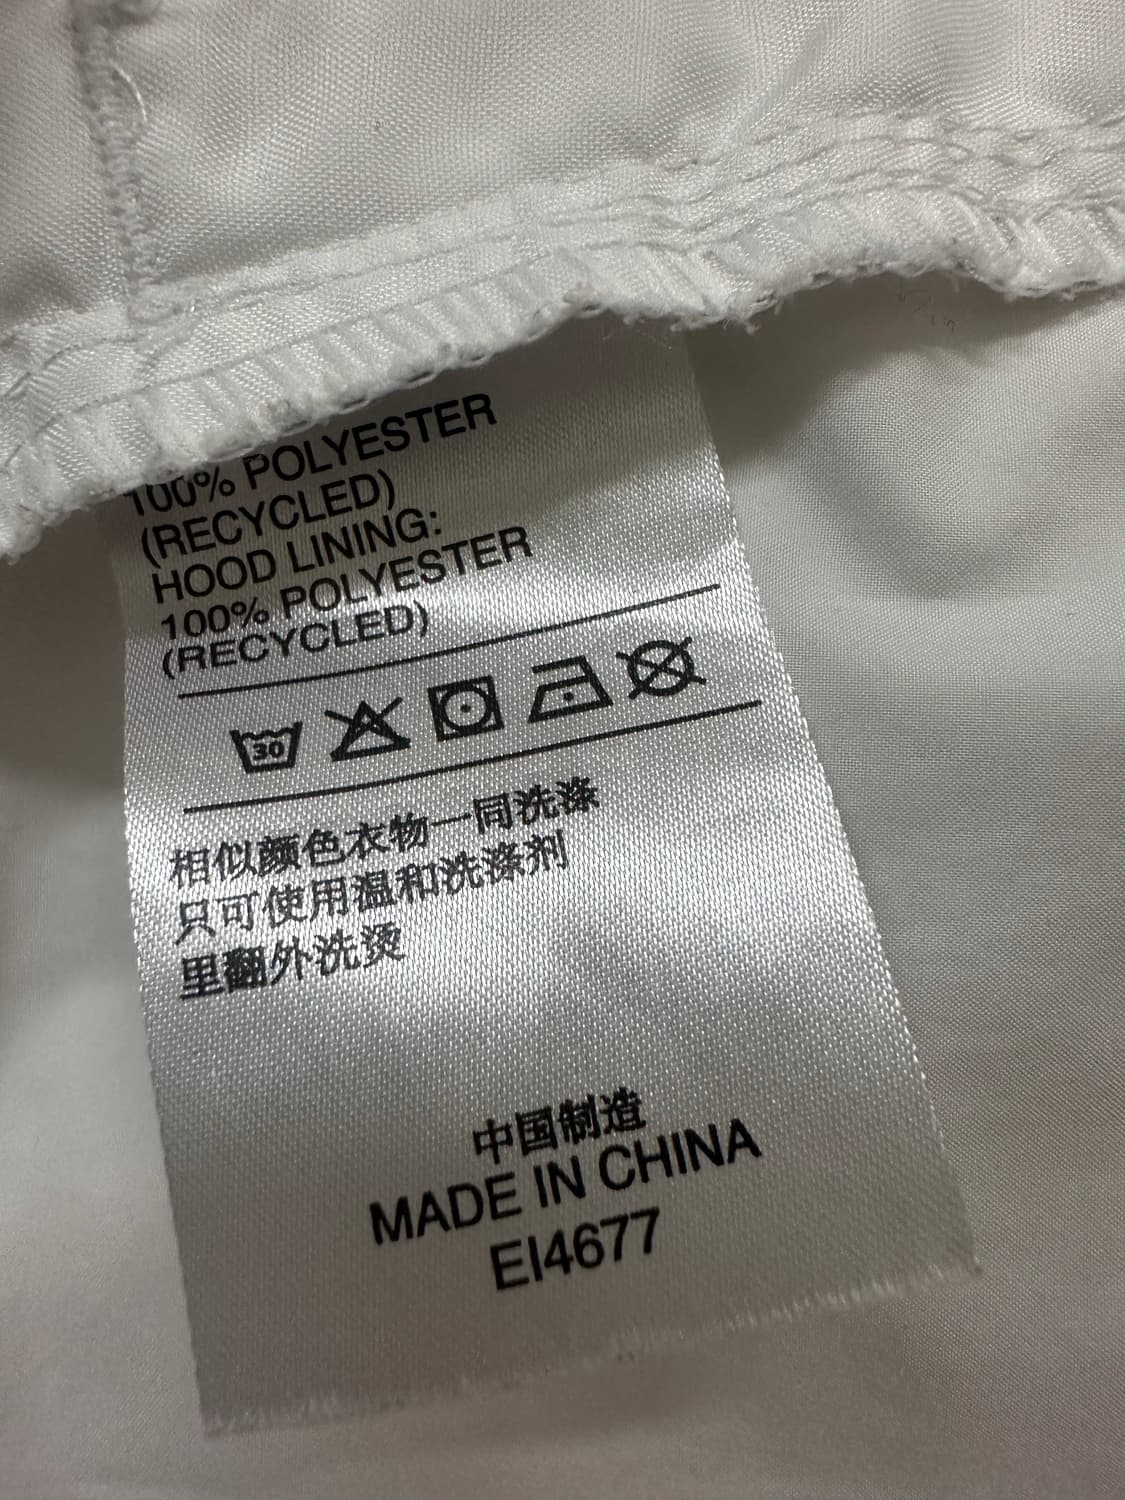 100% POLYESTER
(RECYCLED)
HOOD LINING:
100% POLYESTER
(RECYCLED)
30
相似颜色衣物一同洗涤
只可使用温和洗涤剂
里翻外洗烫
中国制造
MADE IN CHINA
EI4677